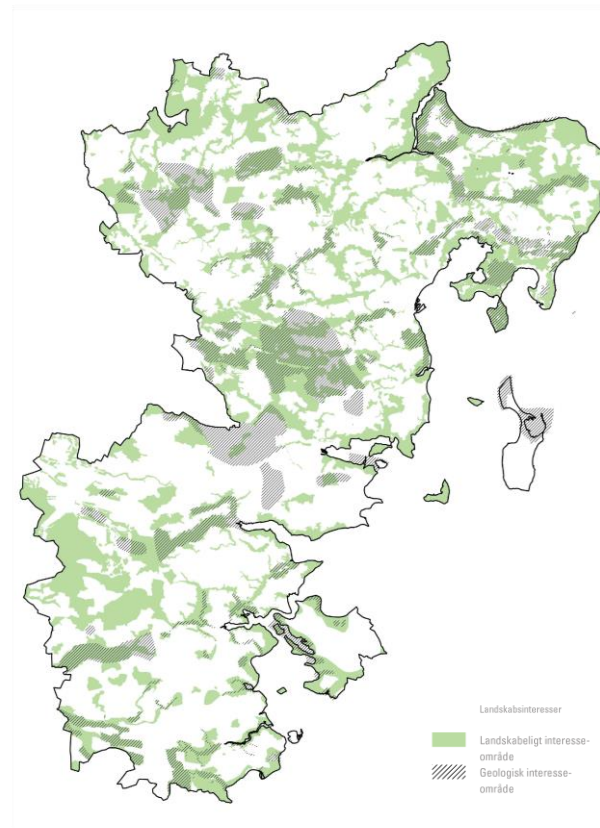 Landskabsinteresser
Landskabeligt interesse-
område
Geologisk interesse-
område